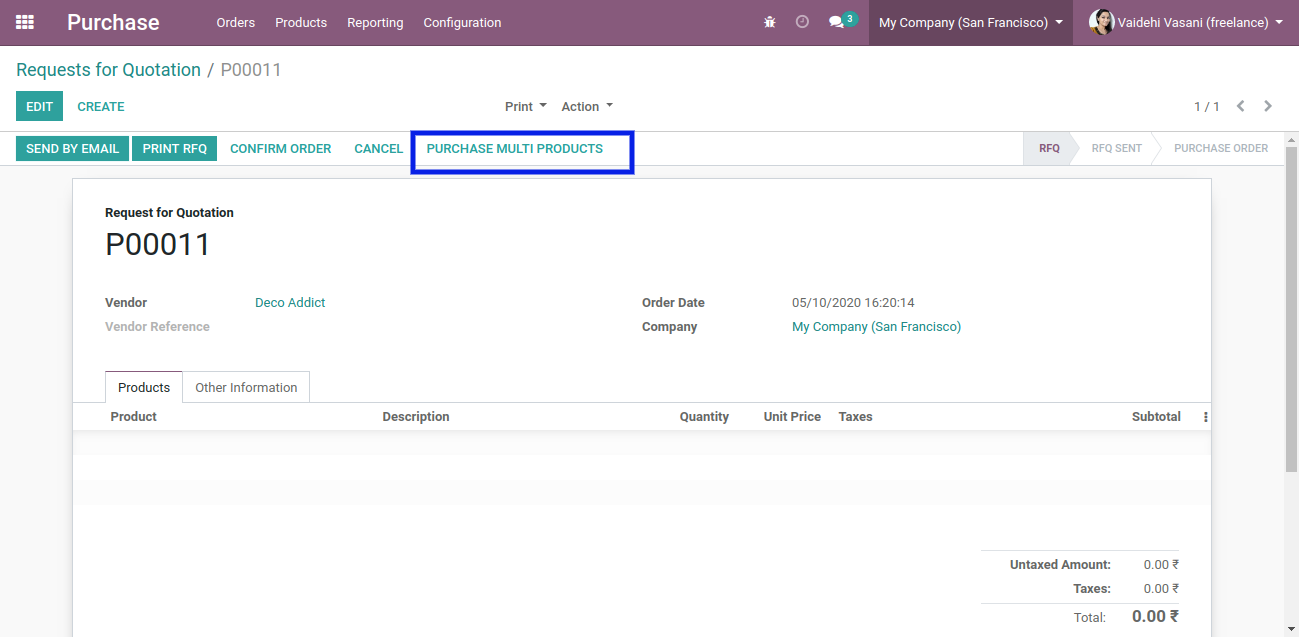 Purchase Orders Products Reporting Configuration 3 My Company (San Francisco) Vaidehi Vasani (freelance)
Requests for Quotation / P00011
EDIT CREATE Print Action 1 / 1
SEND BY EMAIL PRINT RFQ CONFIRM ORDER CANCEL PURCHASE MULTI PRODUCTS RFQ RFQ SENT PURCHASE ORDER
Request for Quotation
P00011
Vendor Deco Addict Order Date 05/10/2020 16:20:14
Vendor Reference Company My Company (San Francisco)
Products Other Information
Product Description Quantity Unit Price Taxes Subtotal
Untaxed Amount: 0.00 ₹
Taxes: 0.00 ₹
Total: 0.00 ₹